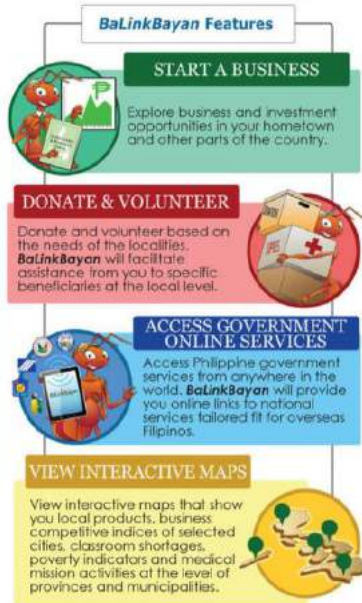 BaLinkBayan Features
START A BUSINESS
Explore business and investment
opportunities in your hometown
and other parts of the country.
DONATE & VOLUNTEER
Donate and volunteer based on
the needs of the localities.
BaLinkBayan will facilitate
assistance from you to specific
beneficiaries at the local level.
ACCESS GOVERNMENT
ONLINE SERVICES
Access Philippine government
services from anywhere in the
world. BaLinkBayan will provide
you online links to national
services tailored fit for overseas
Filipinos.
VIEW INTERACTIVE MAPS
View interactive maps that show
you local products, business
competitive indices of selected
cities, classroom shortages,
poverty indicators and medical
mission activities at the level of
provinces and municipalities.